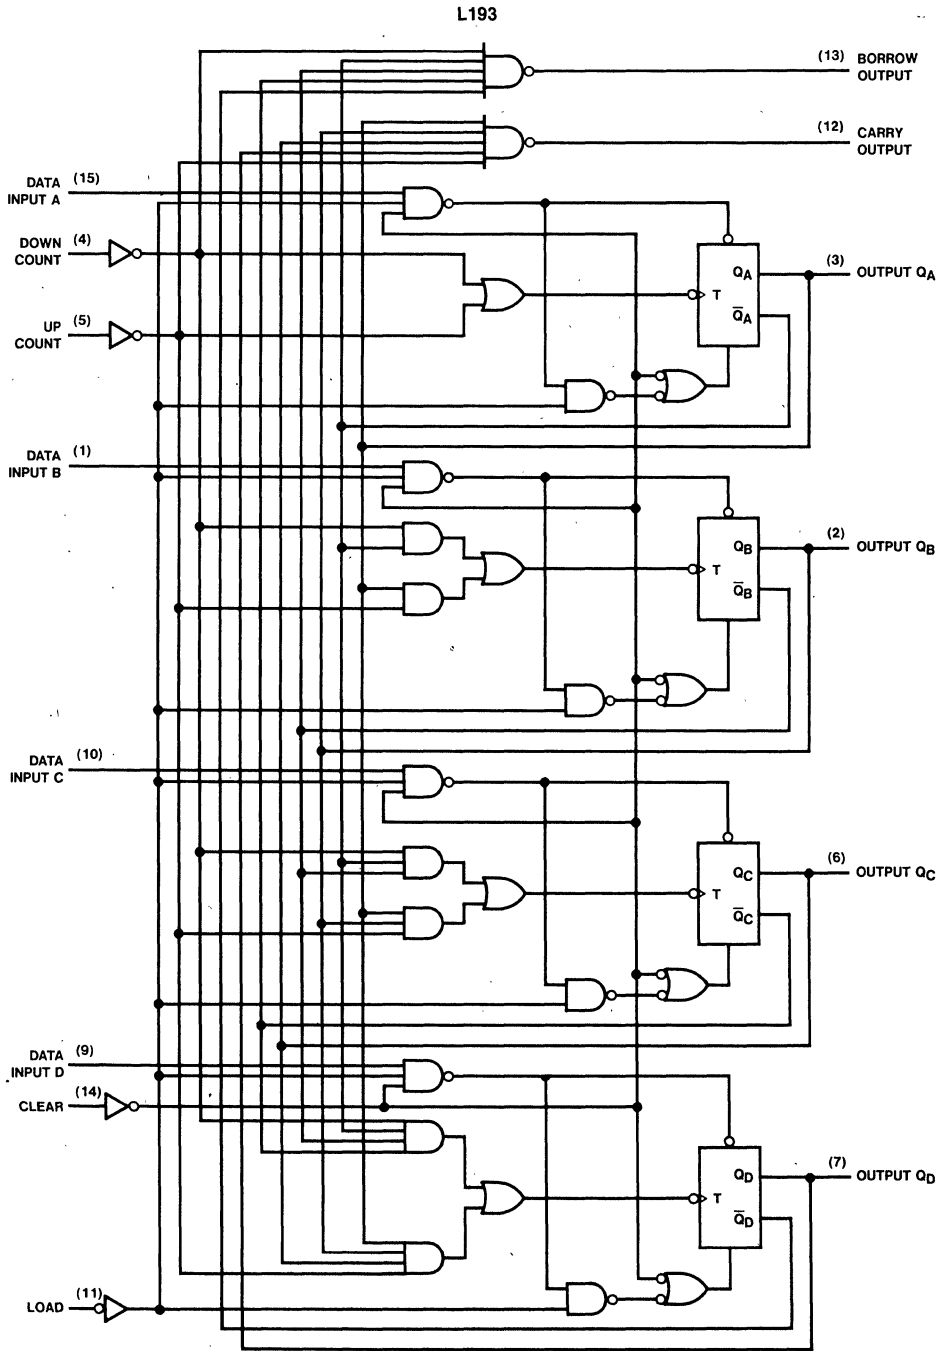 L193
(13) BORROW
OUTPUT
(12) CARRY
OUTPUT
DATA (15)
INPUT A
DOWN (4)
COUNT
(3) OUTPUT QA
QA
T
Q̅A
UP (5)
COUNT
DATA (1)
INPUT B
(2) OUTPUT QB
QB
T
Q̅B
DATA (10)
INPUT C
(6) OUTPUT QC
QC
T
Q̅C
DATA (9)
INPUT D
CLEAR (14)
(7) OUTPUT QD
QD
T
Q̅D
LOAD (11)